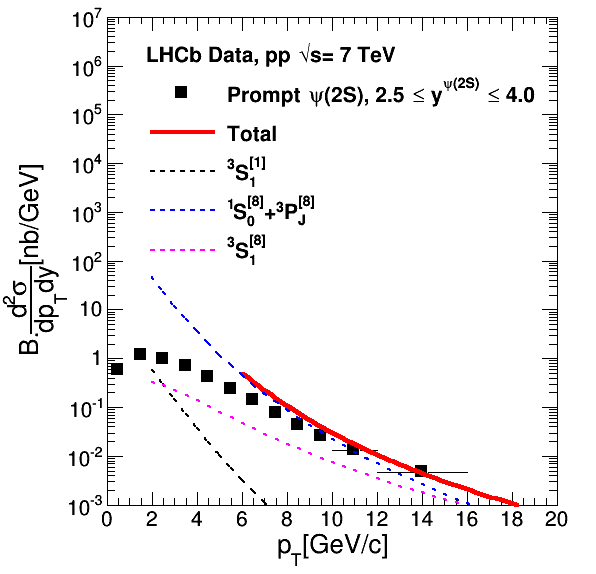 LHCb Data, pp √s= 7 TeV
Prompt ψ(2S), 2.5 ≤ y^ψ(2S) ≤ 4.0
Total
³S₁^[1]
¹S₀^[8]+³P_J^[8]
³S₁^[8]
B.d²σ/dp_T dy[nb/GeV]
10⁷
10⁶
10⁵
10⁴
10³
10²
10
1
10⁻¹
10⁻²
10⁻³
0 2 4 6 8 10 12 14 16 18 20
p_T[GeV/c]